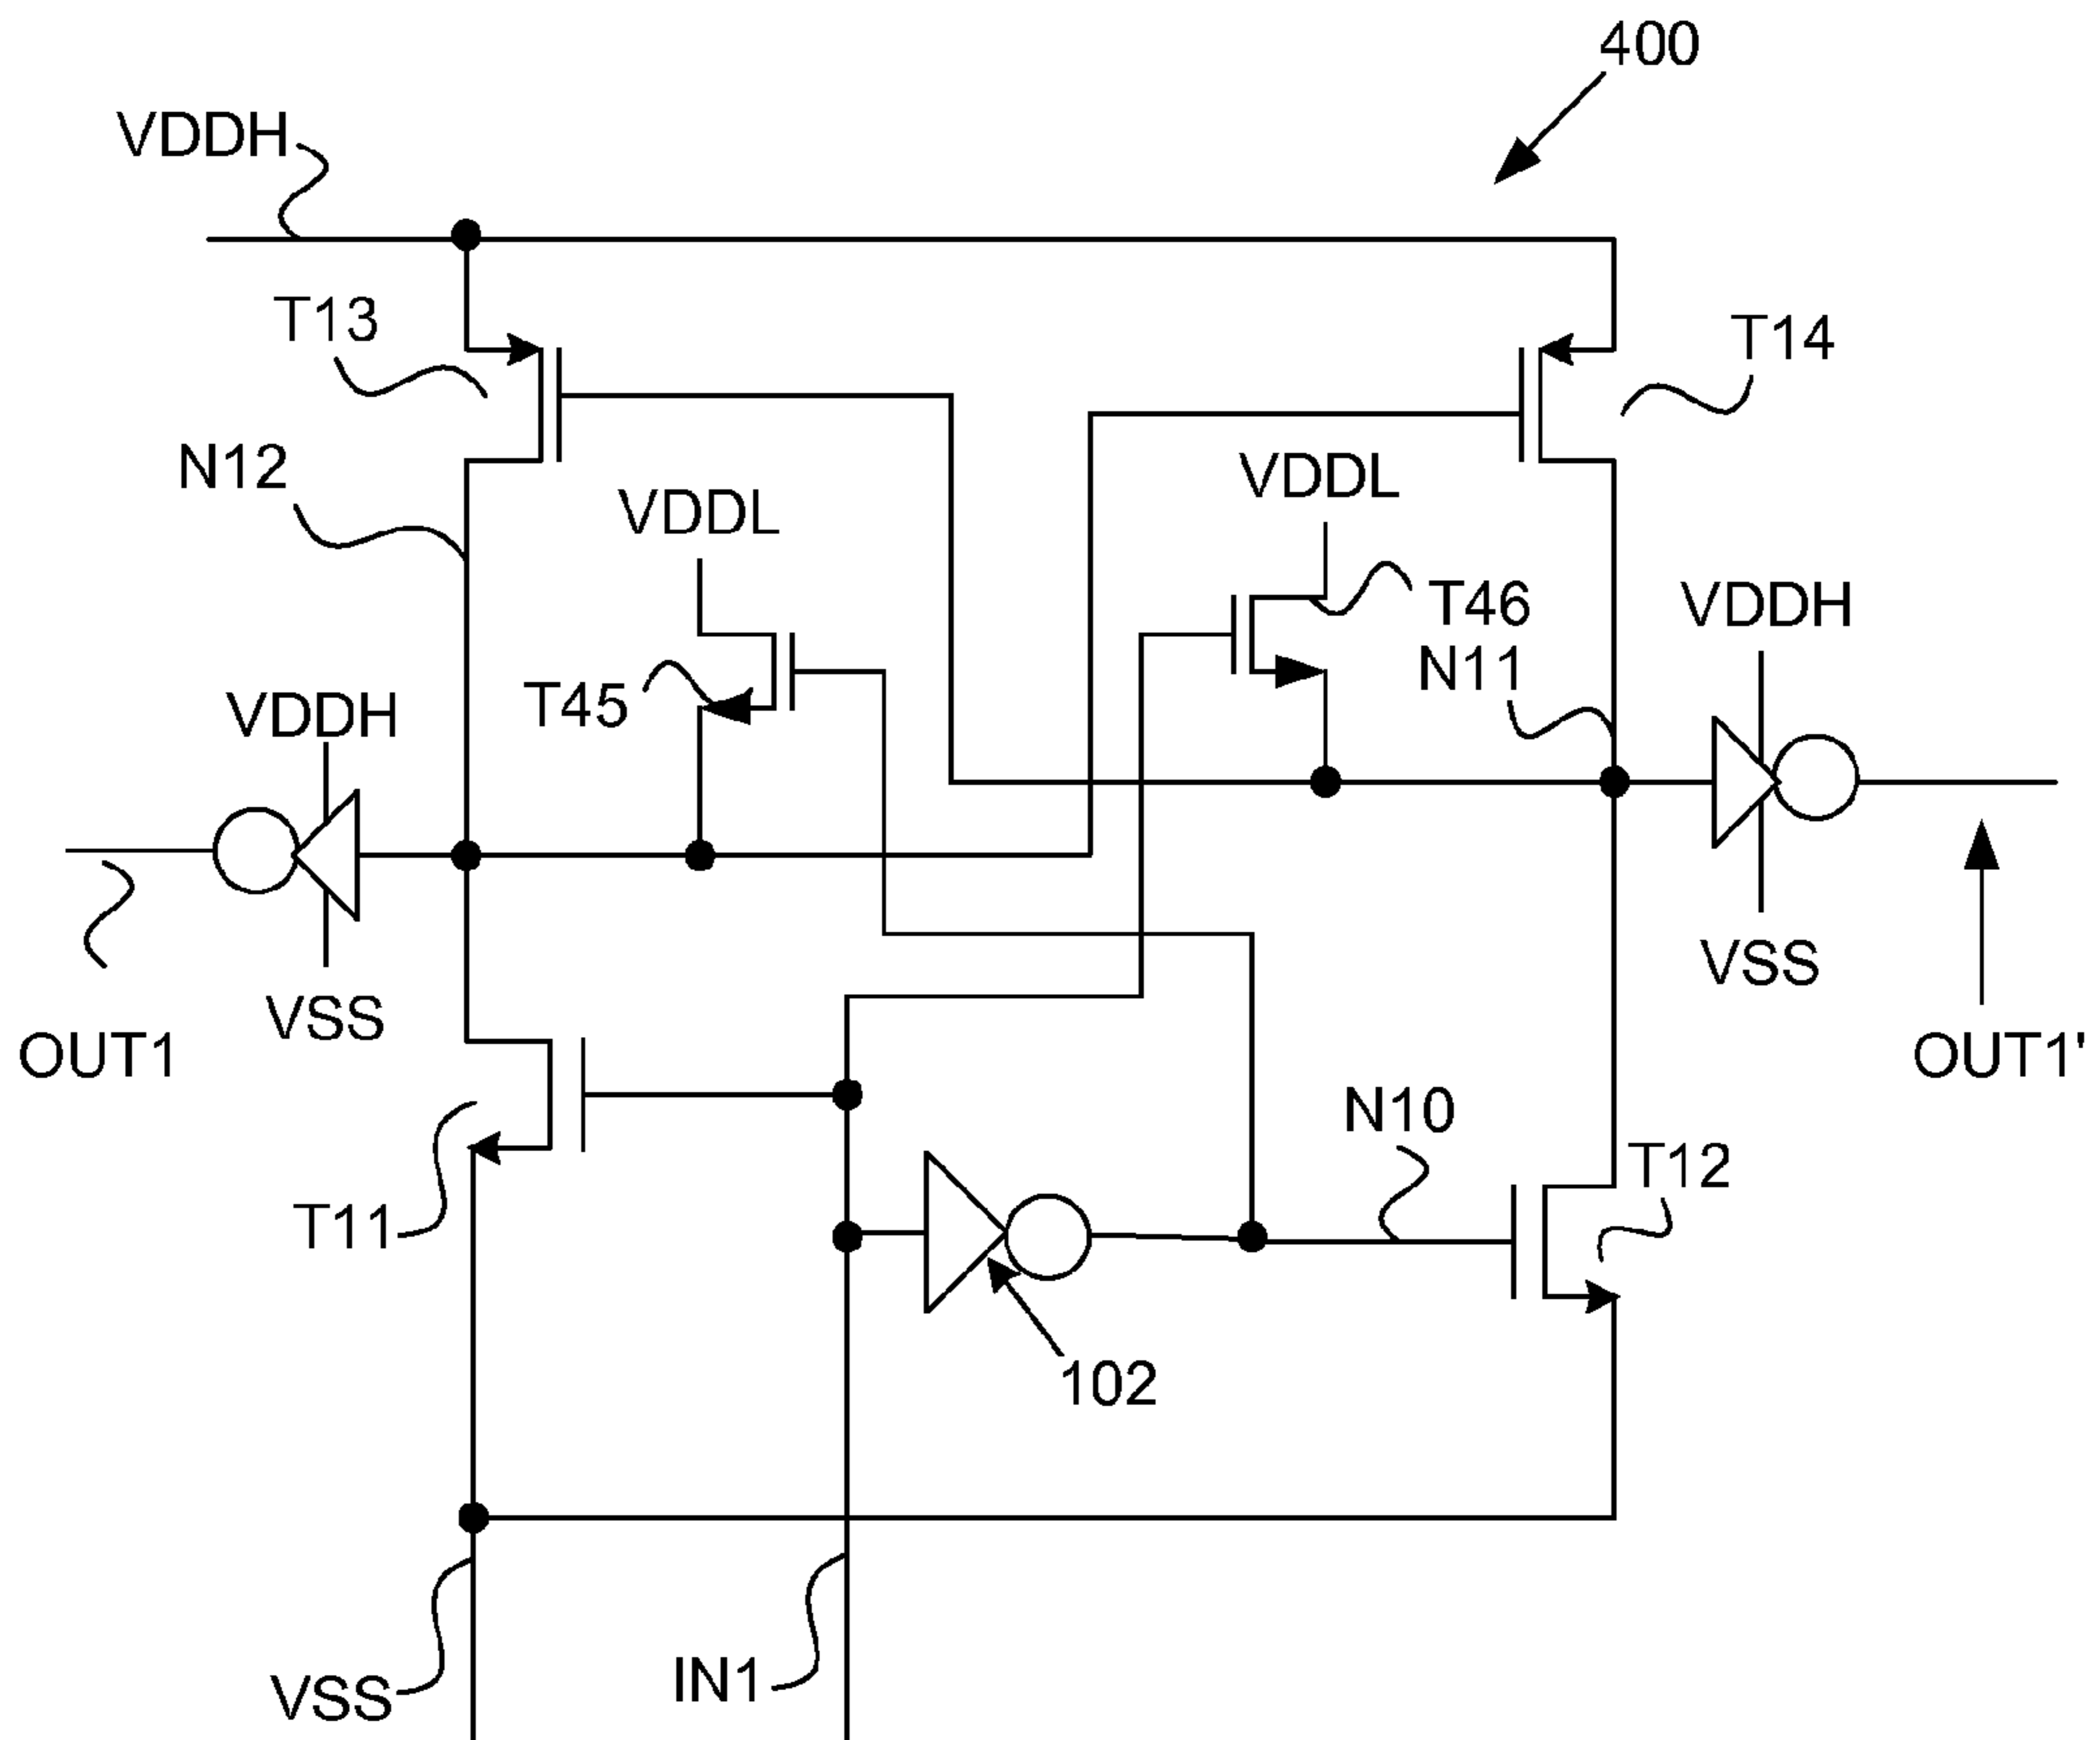 400
VDDH
T13
T14
N12
VDDL
VDDL
T46
VDDH
N11
T45
VDDH
VSS
VSS
OUT1
OUT1'
N10
T12
T11
102
IN1
VSS